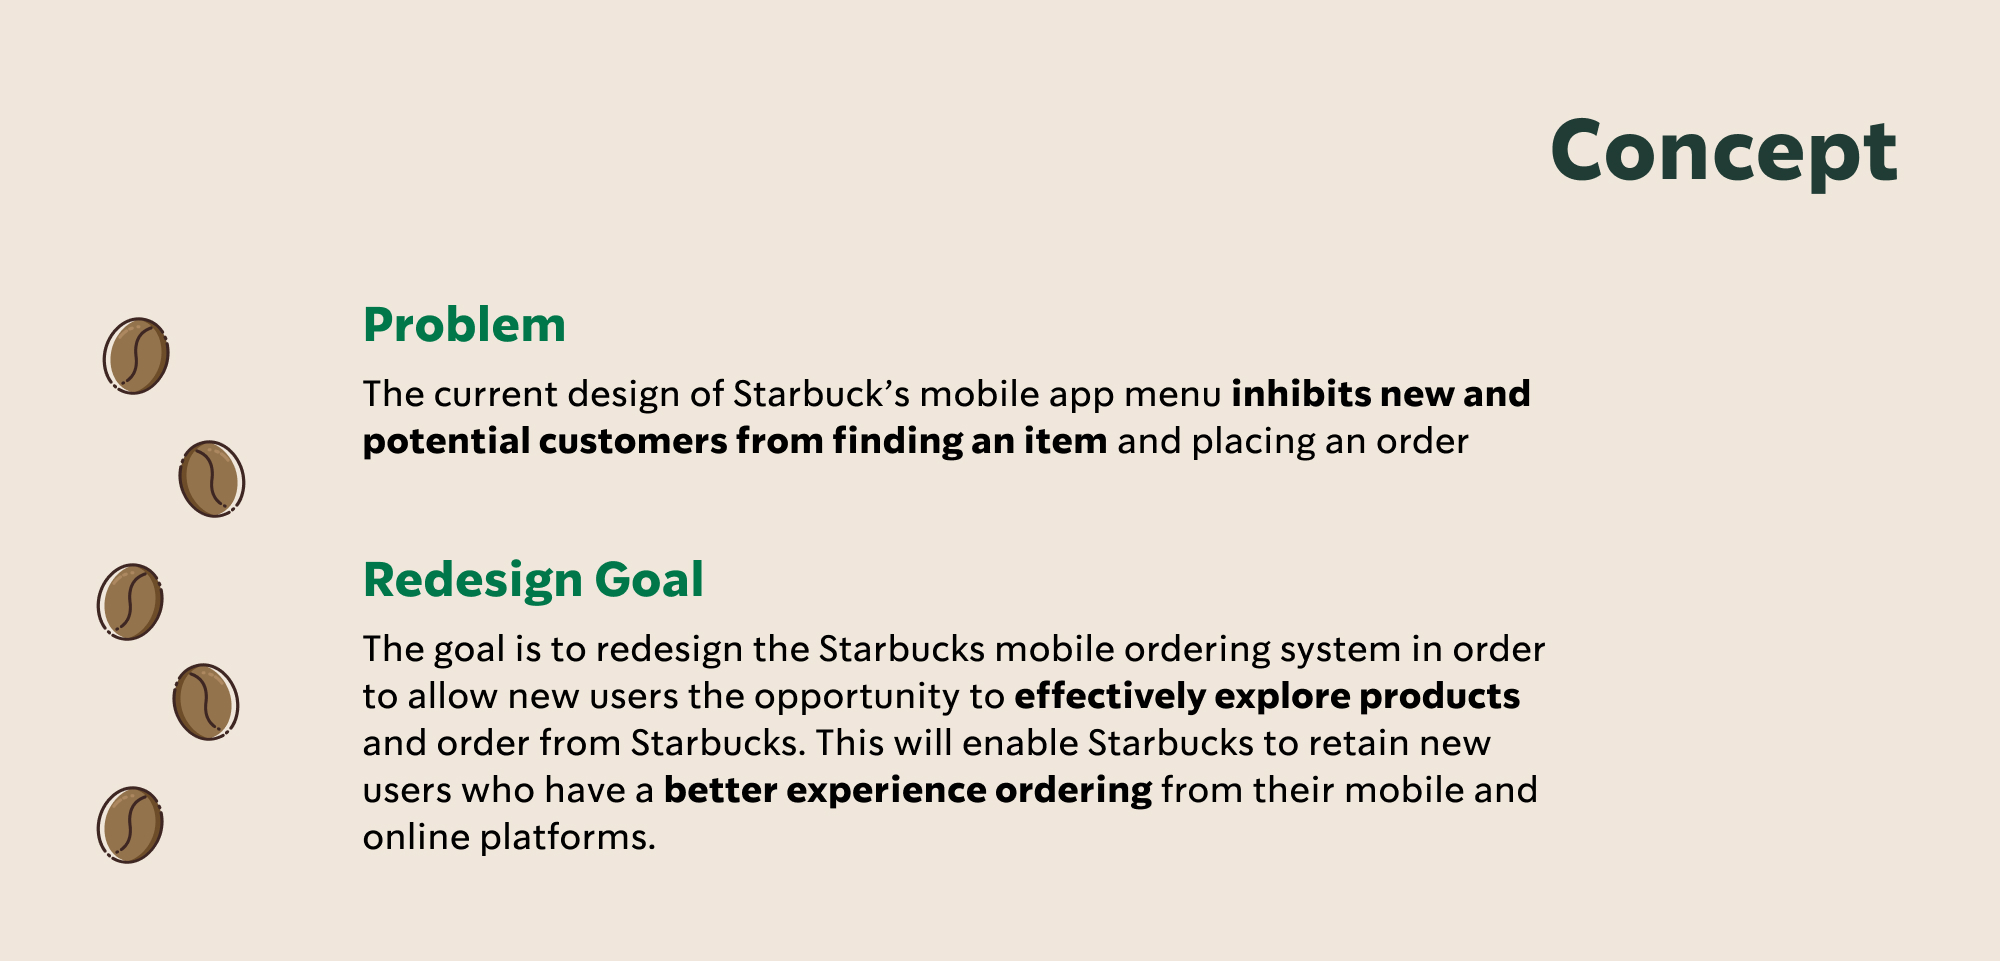 Concept
Problem
The current design of Starbuck’s mobile app menu inhibits new and
potential customers from finding an item and placing an order
Redesign Goal
The goal is to redesign the Starbucks mobile ordering system in order
to allow new users the opportunity to effectively explore products
and order from Starbucks. This will enable Starbucks to retain new
users who have a better experience ordering from their mobile and
online platforms.